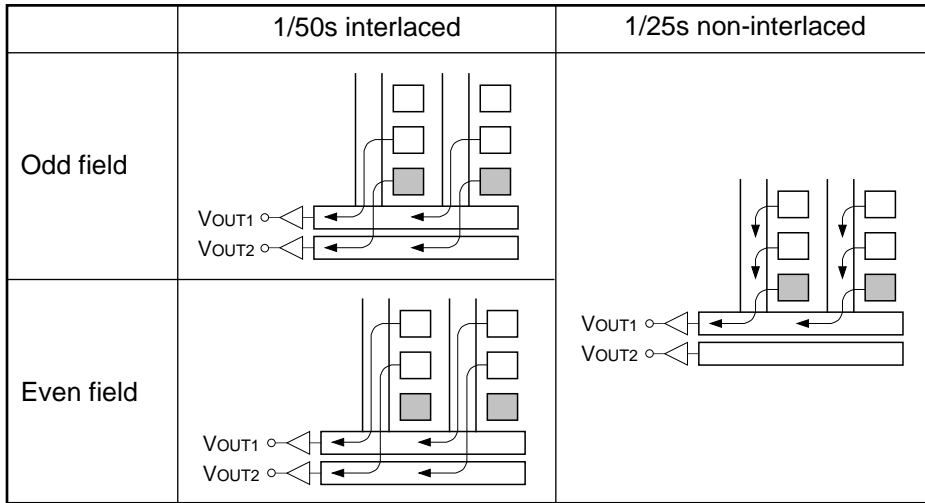 1/50s interlaced
1/25s non-interlaced
Odd field
VOUT1
VOUT2
VOUT1
VOUT2
Even field
VOUT1
VOUT2